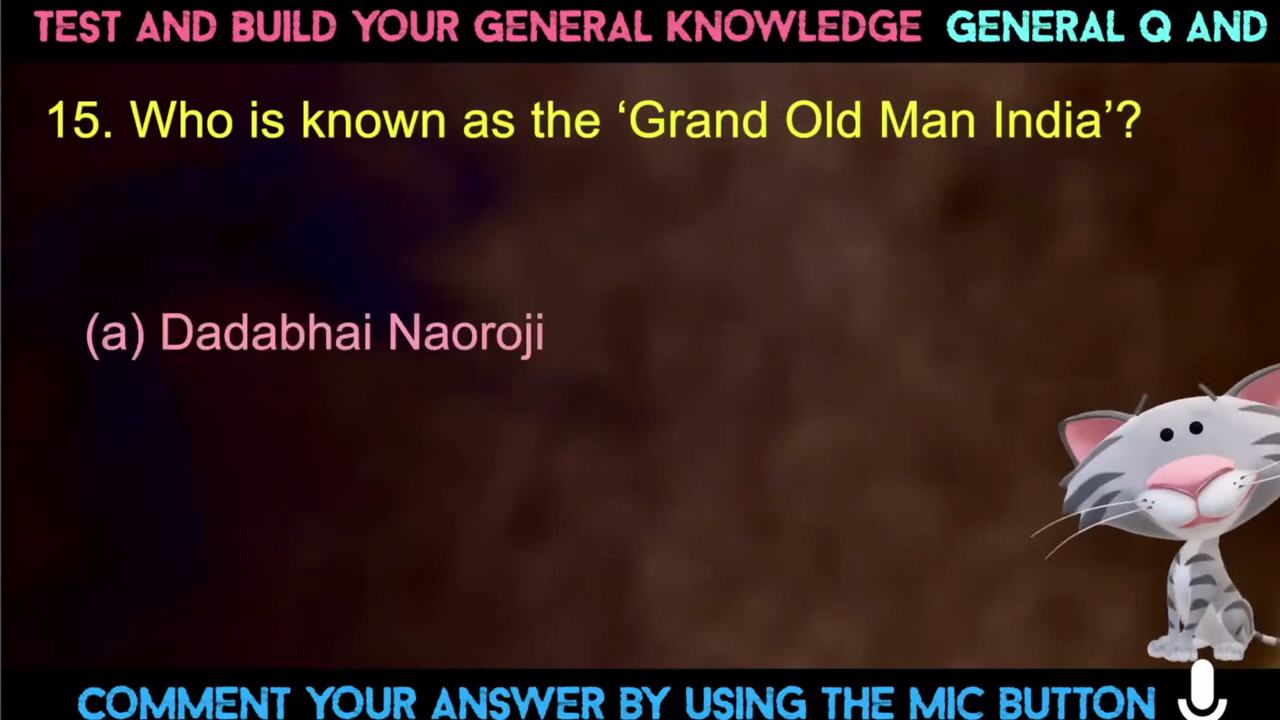 TEST AND BUILD YOUR GENERAL KNOWLEDGE GENERAL Q AND
15. Who is known as the ‘Grand Old Man India’?
(a) Dadabhai Naoroji
COMMENT YOUR ANSWER BY USING THE MIC BUTTON